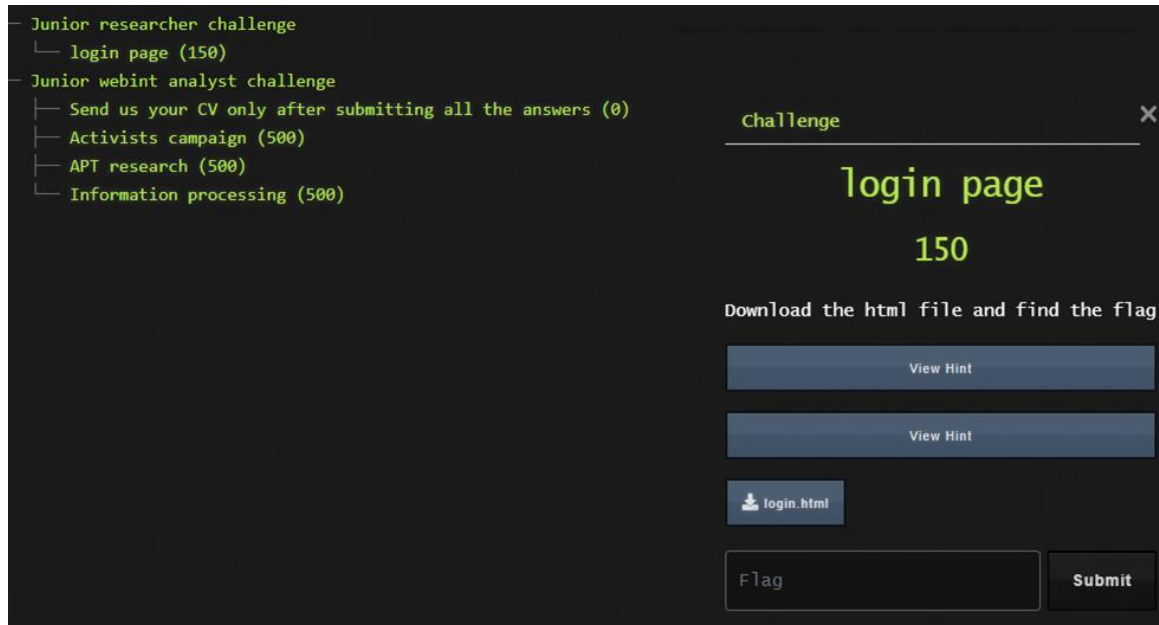 Junior researcher challenge
login page (150)
Junior webint analyst challenge
Send us your CV only after submitting all the answers (0)
Activists campaign (500)
APT research (500)
Information processing (500)
Challenge
×
login page
150
Download the html file and find the flag
View Hint
View Hint
login.html
Flag
Submit